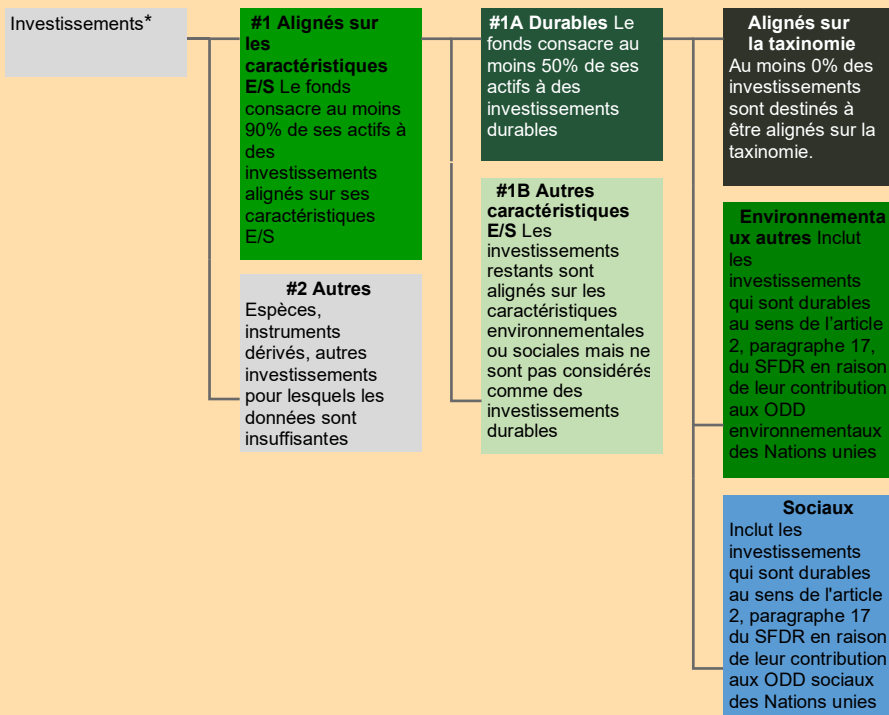 Investissements*
#1 Alignés sur
les
caractéristiques
E/S Le fonds
consacre au moins
90% de ses actifs à
des
investissements
alignés sur ses
caractéristiques
E/S
#2 Autres
Espèces,
instruments
dérivés, autres
investissements
pour lesquels les
données sont
insuffisantes
#1A Durables Le
fonds consacre au
moins 50% de ses
actifs à des
investissements
durables
#1B Autres
caractéristiques
E/S Les
investissements
restants sont
alignés sur les
caractéristiques
environnementales
ou sociales mais ne
sont pas considérés
comme des
investissements
durables
Alignés sur
la taxinomie
Au moins 0% des
investissements
sont destinés à
être alignés sur la
taxinomie.
Environnementa
ux autres Inclut
les
investissements
qui sont durables
au sens de l’article
2, paragraphe 17,
du SFDR en raison
de leur contribution
aux ODD
environnementaux
des Nations unies
Sociaux
Inclut les
investissements
qui sont durables
au sens de l'article
2, paragraphe 17
du SFDR en raison
de leur contribution
aux ODD sociaux
des Nations unies